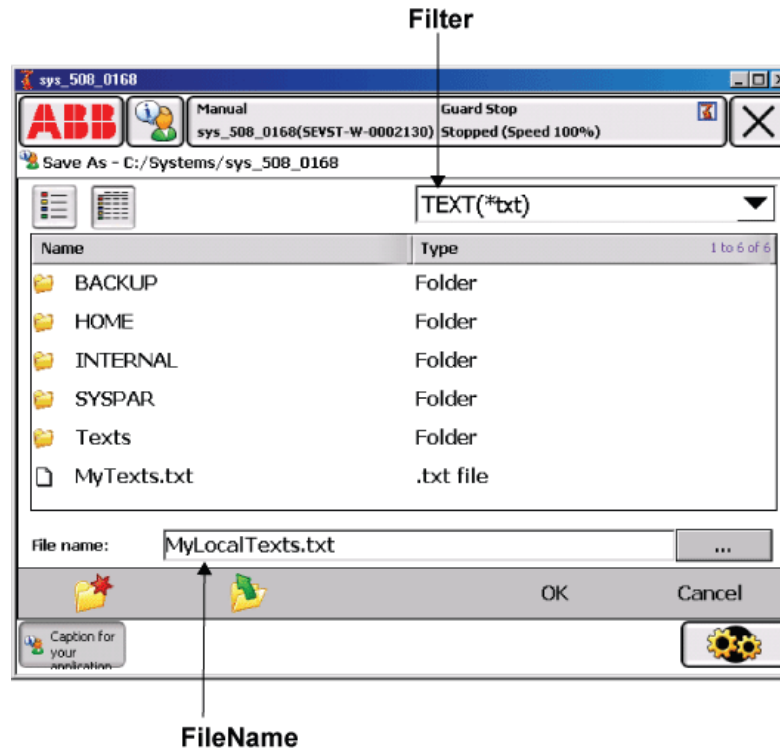 Filter
sys_508_0168
ABB
Manual
sys_508_0168(SEVST-W-0002130)
Guard Stop
Stopped (Speed 100%)
Save As - C:/Systems/sys_508_0168
TEXT(*txt)
Name Type 1 to 6 of 6
BACKUP Folder
HOME Folder
INTERNAL Folder
SYSPAR Folder
Texts Folder
MyTexts.txt .txt file
File name: MyLocalTexts.txt ...
OK Cancel
Caption for
your
application
FileName